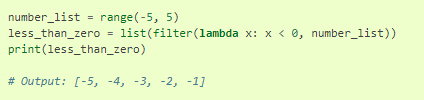 number_list = range(-5, 5)
less_than_zero = list(filter(lambda x: x < 0, number_list))
print(less_than_zero)
# Output: [-5, -4, -3, -2, -1]